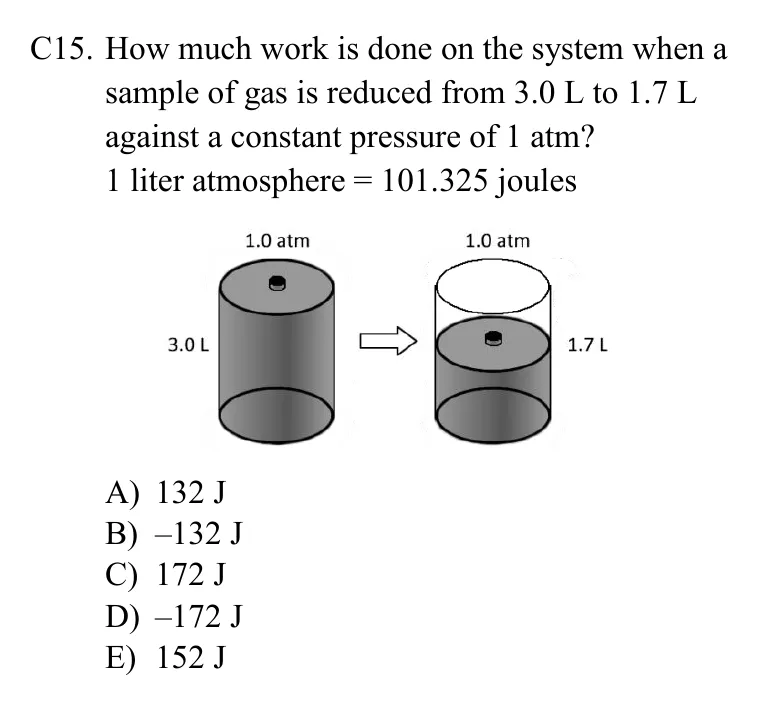 C15. How much work is done on the system when a
sample of gas is reduced from 3.0 L to 1.7 L
against a constant pressure of 1 atm?
1 liter atmosphere = 101.325 joules
1.0 atm
1.0 atm
3.0 L
1.7 L
A) 132 J
B) –132 J
C) 172 J
D) –172 J
E) 152 J